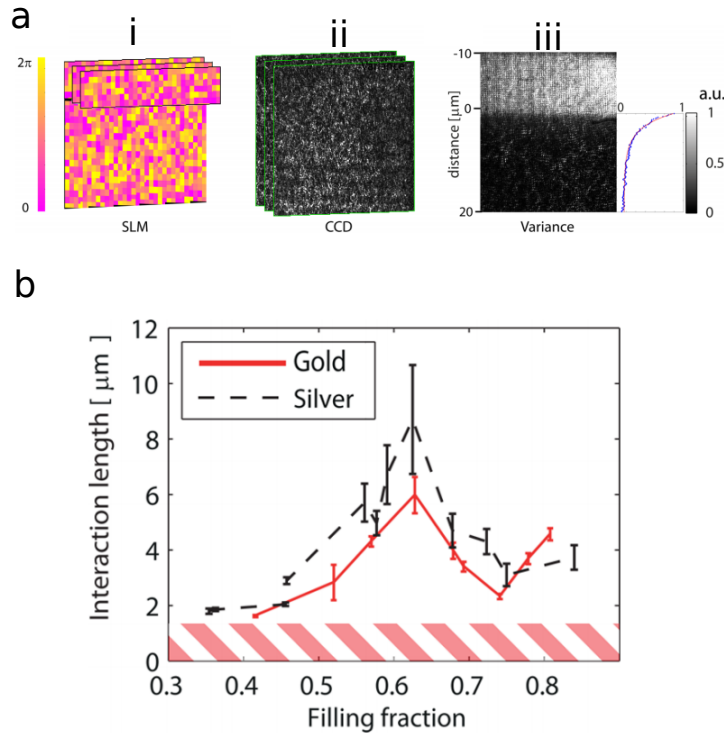 a
i
ii
iii
2π
0
SLM
CCD
-10
0
20
distance [μm]
Variance
0
1
a.u.
1
0.5
0
b
12
10
8
6
4
2
0
Interaction length [ μm ]
Gold
Silver
0.3
0.4
0.5
0.6
0.7
0.8
Filling fraction